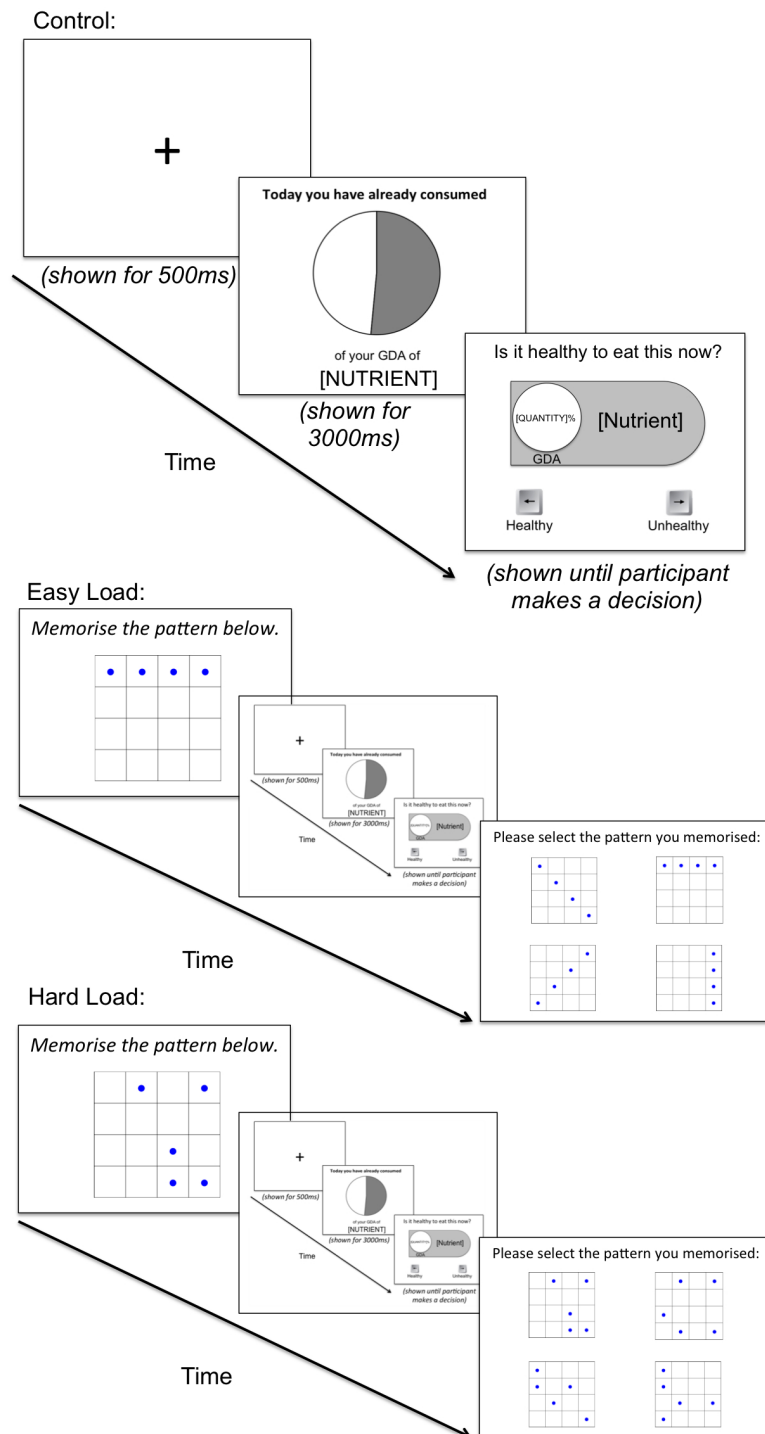 Control:
+
(shown for 500ms)
Today you have already consumed
of your GDA of
[NUTRIENT]
(shown for
3000ms)
Is it healthy to eat this now?
[QUANTITY]%
[Nutrient]
GDA
←
→
Healthy
Unhealthy
(shown until participant
makes a decision)
Time
Easy Load:
Memorise the pattern below.
+
(shown for 500ms)
Today you have already consumed
of your GDA of
[NUTRIENT]
(shown for 3000ms)
Is it healthy to eat this now?
[QUANTITY]%
[Nutrient]
GDA
Healthy
Unhealthy
(shown until participant
makes a decision)
Time
Please select the pattern you memorised:
Time
Hard Load:
Memorise the pattern below.
+
(shown for 500ms)
Today you have already consumed
of your GDA of
[NUTRIENT]
(shown for 3000ms)
Is it healthy to eat this now?
[QUANTITY]%
[Nutrient]
GDA
Healthy
Unhealthy
(shown until participant
makes a decision)
Time
Please select the pattern you memorised:
Time